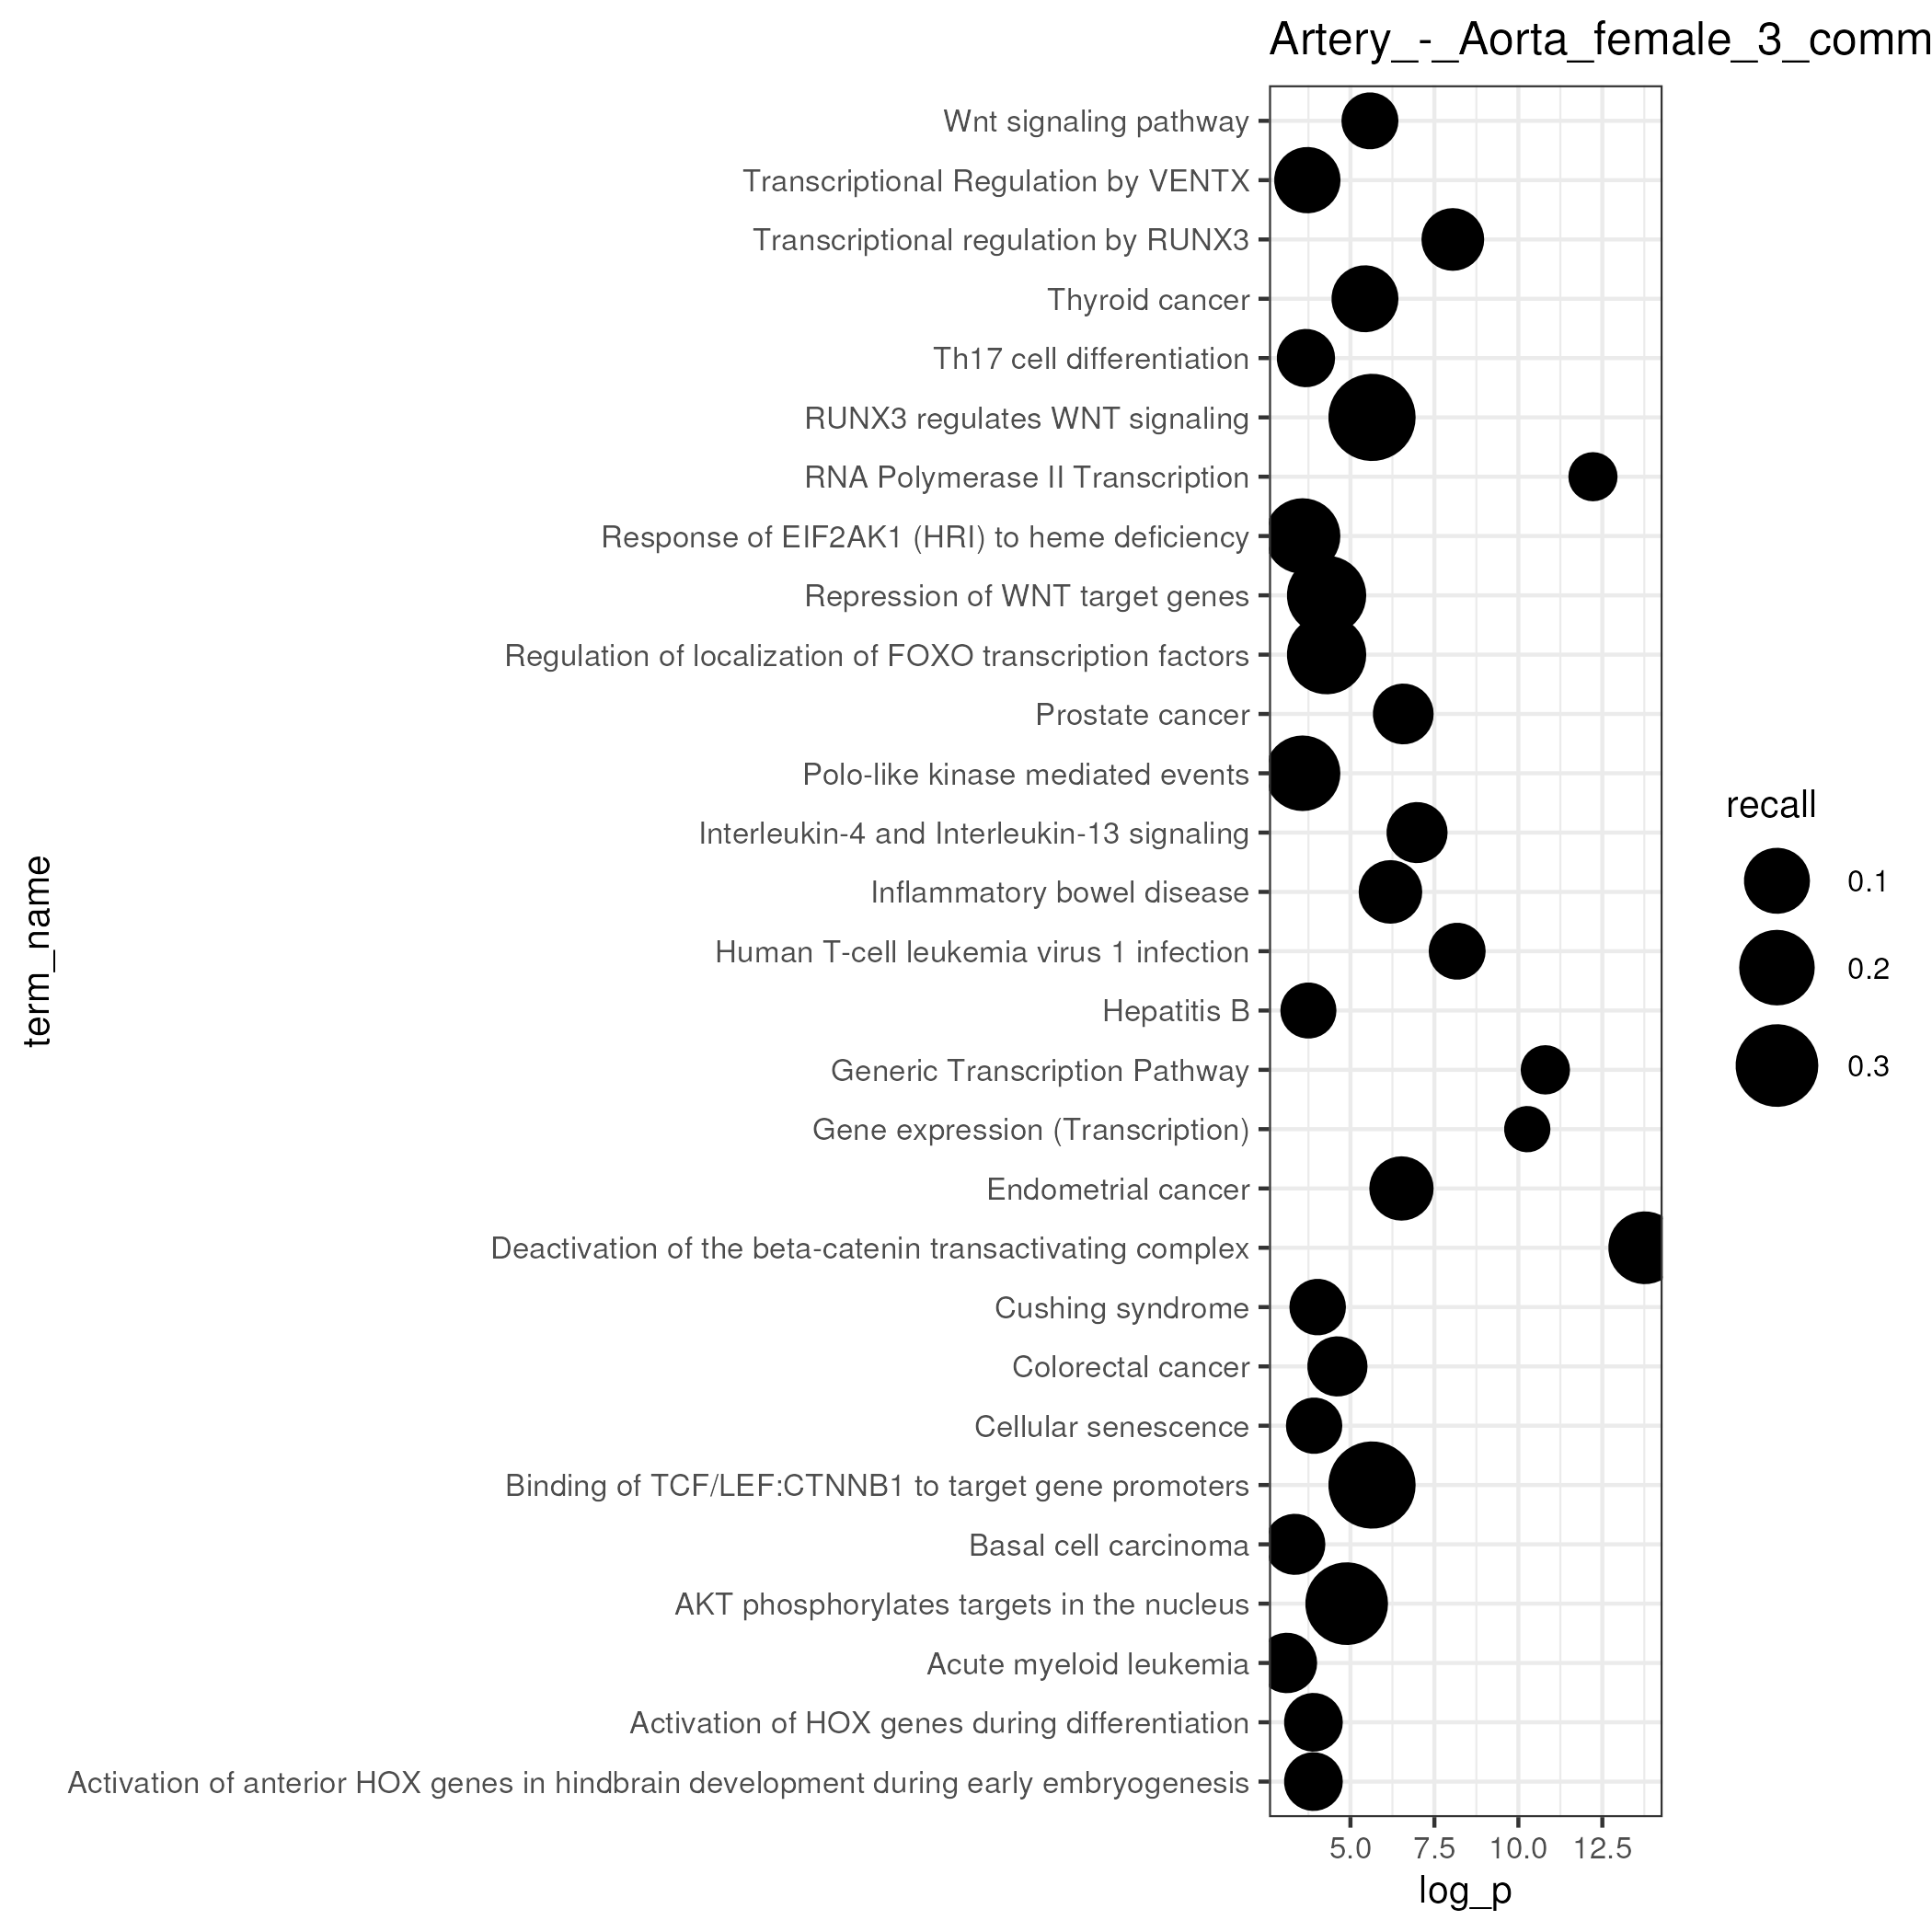 Artery_-_Aorta_female_3_comm
Wnt signaling pathway
Transcriptional Regulation by VENTX
Transcriptional regulation by RUNX3
Thyroid cancer
Th17 cell differentiation
RUNX3 regulates WNT signaling
RNA Polymerase II Transcription
Response of EIF2AK1 (HRI) to heme deficiency
Repression of WNT target genes
Regulation of localization of FOXO transcription factors
Prostate cancer
Polo-like kinase mediated events
Interleukin-4 and Interleukin-13 signaling
Inflammatory bowel disease
Human T-cell leukemia virus 1 infection
Hepatitis B
Generic Transcription Pathway
Gene expression (Transcription)
Endometrial cancer
Deactivation of the beta-catenin transactivating complex
Cushing syndrome
Colorectal cancer
Cellular senescence
Binding of TCF/LEF:CTNNB1 to target gene promoters
Basal cell carcinoma
AKT phosphorylates targets in the nucleus
Acute myeloid leukemia
Activation of HOX genes during differentiation
Activation of anterior HOX genes in hindbrain development during early embryogenesis
term_name
5.0 7.5 10.0 12.5
log_p
recall
0.1
0.2
0.3